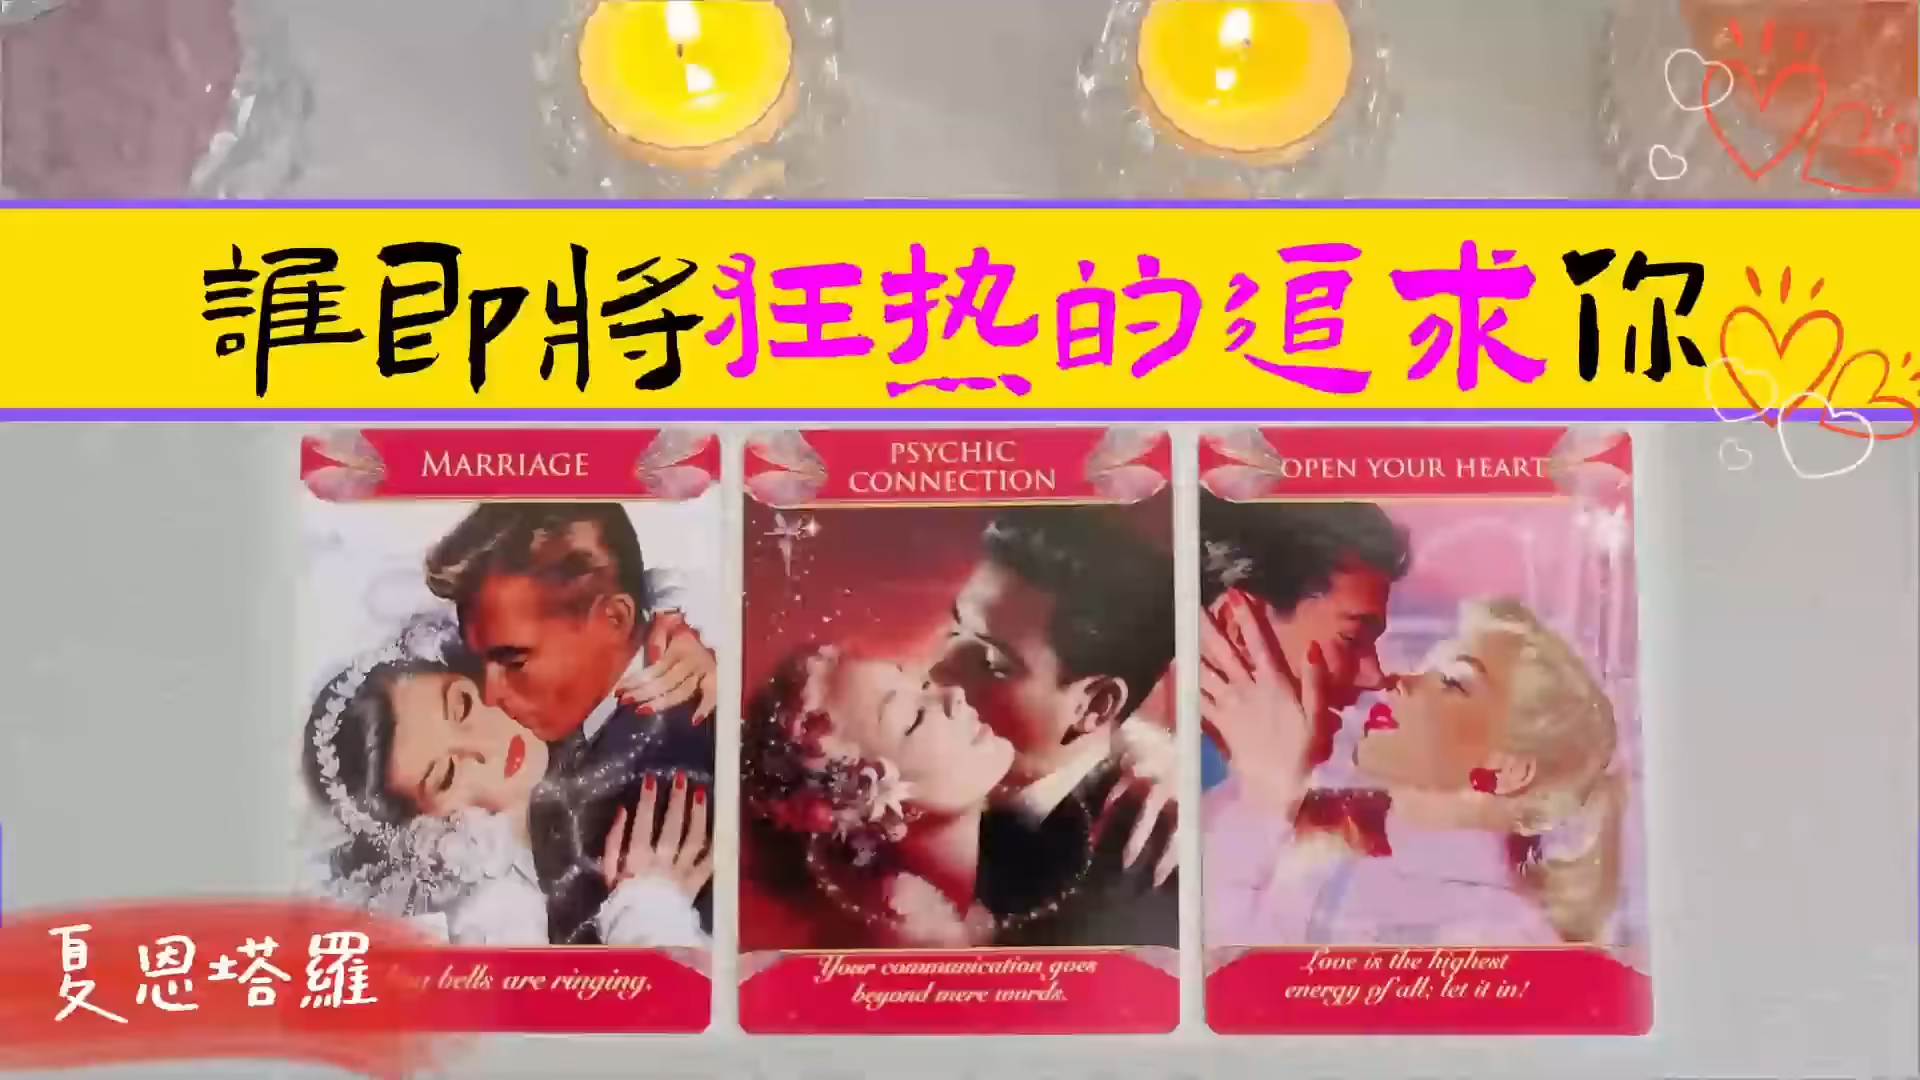 誰即將狂热的追求你
MARRIAGE
PSYCHIC
CONNECTION
OPEN YOUR HEART
夏恩塔羅
bells are ringing.
Your communication goes
beyond mere words.
Love is the highest
energy of all; let it in!